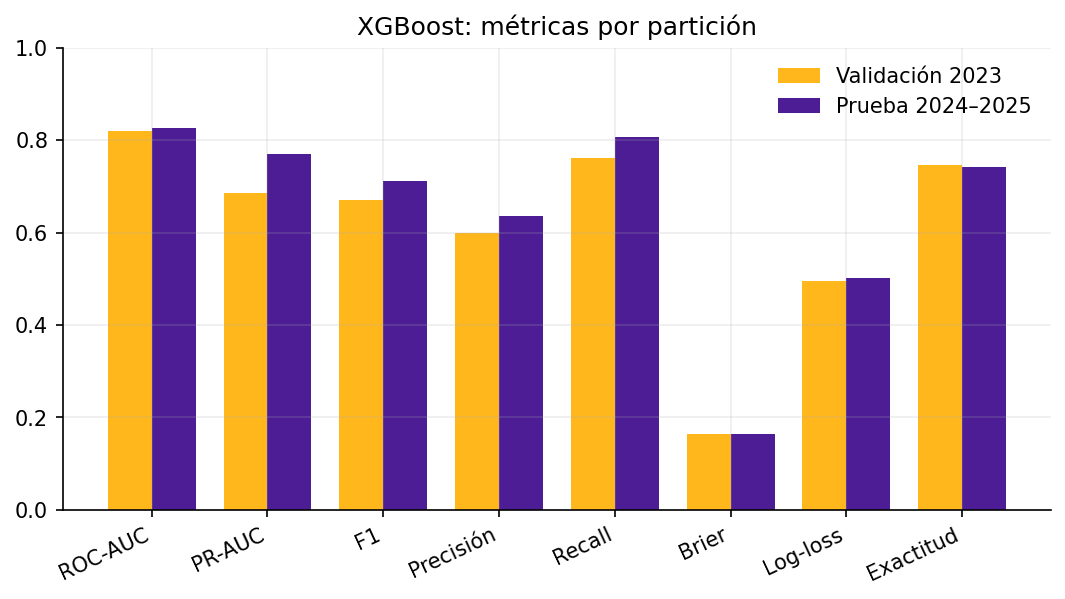 XGBoost: métricas por partición
Validación 2023
Prueba 2024–2025
1.0
0.8
0.6
0.4
0.2
0.0
ROC-AUC
PR-AUC
F1
Precisión
Recall
Brier
Log-loss
Exactitud